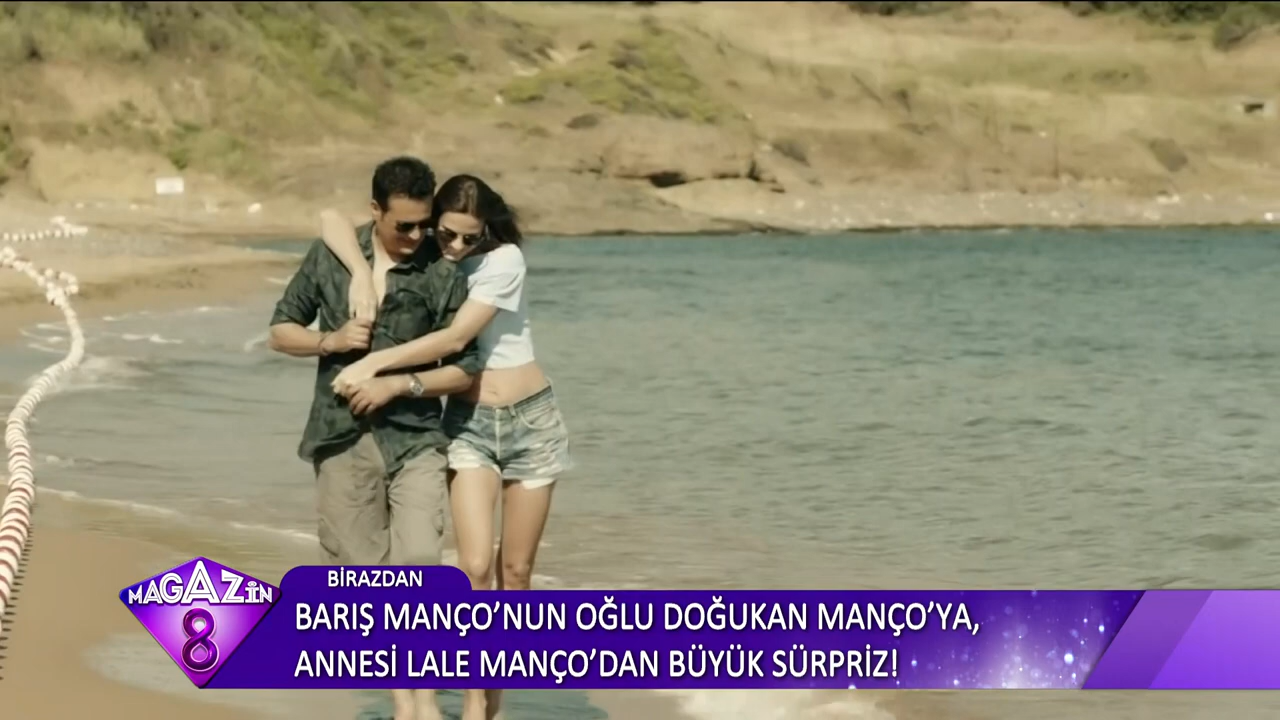 BİRAZDAN
MAGAZİN
8
BARIŞ MANÇO’NUN OĞLU DOĞUKAN MANÇO’YA,
ANNESİ LALE MANÇO’DAN BÜYÜK SÜRPRİZ!